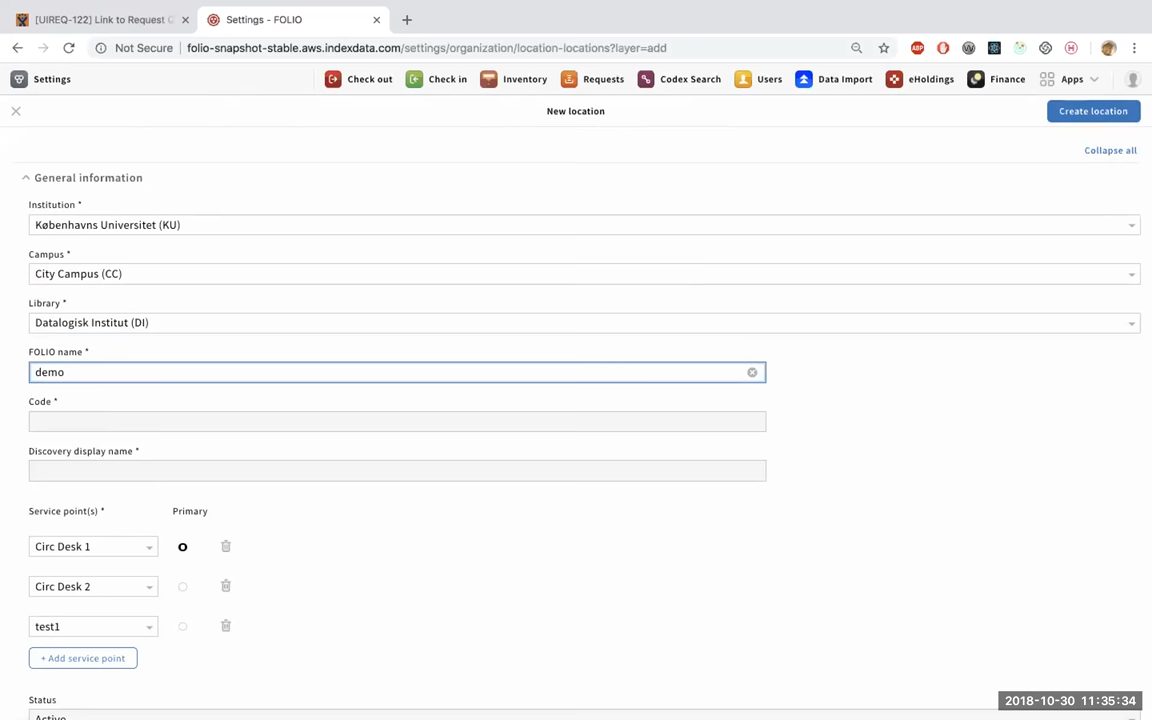 [UIREQ-122] Link to Request
Settings - FOLIO
Not Secure folio-snapshot-stable.aws.indexdata.com/settings/organization/location-locations?layer=add
ABP
Settings Check out Check in Inventory Requests Codex Search Users Data Import eHoldings Finance Apps
New location
Create location
Collapse all
General information
Institution *
Københavns Universitet (KU)
Campus *
City Campus (CC)
Library *
Datalogisk Institut (DI)
FOLIO name *
demo
Code *
Discovery display name *
Service point(s) * Primary
Circ Desk 1
Circ Desk 2
test1
+ Add service point
Status
Active
2018-10-30 11:35:34